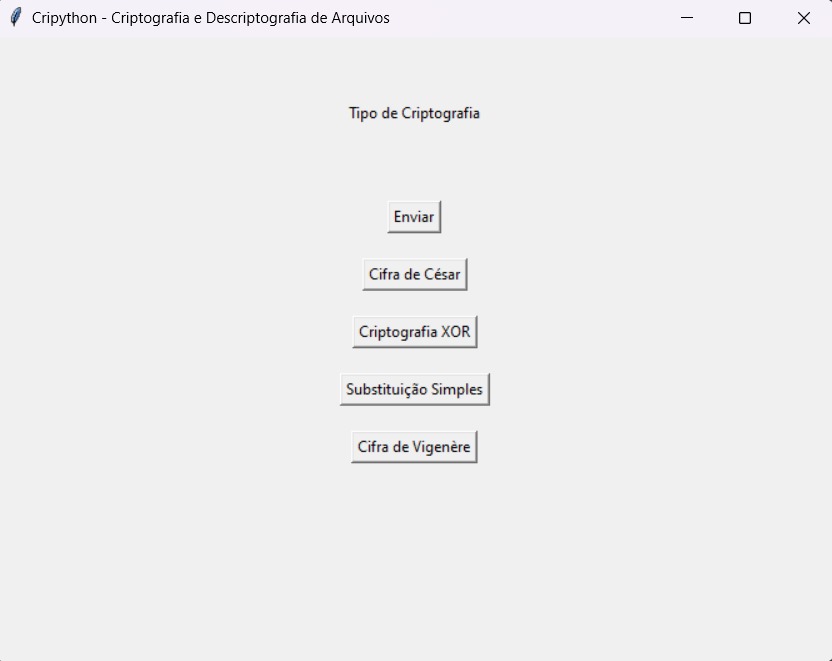 Cripython - Criptografia e Descriptografia de Arquivos
Tipo de Criptografia
Enviar
Cifra de César
Criptografia XOR
Substituição Simples
Cifra de Vigenère